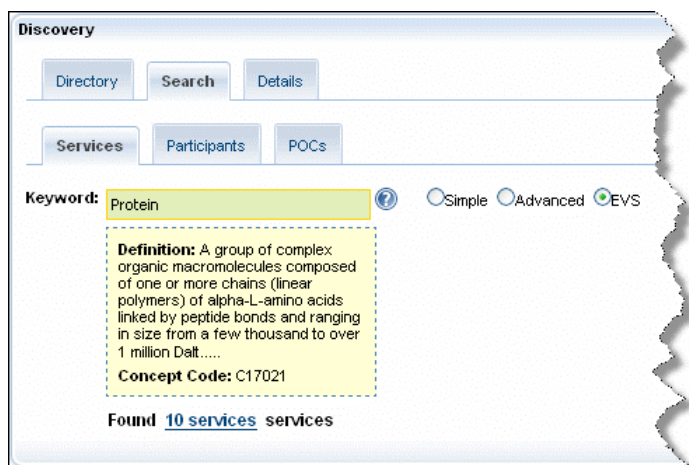 Discovery
Directory Search Details
Services Participants POCs
Keyword: Protein ? Simple Advanced EVS
Definition: A group of complex
organic macromolecules composed
of one or more chains (linear
polymers) of alpha-L-amino acids
linked by peptide bonds and ranging
in size from a few thousand to over
1 million Dalt.....
Concept Code: C17021
Found 10 services services